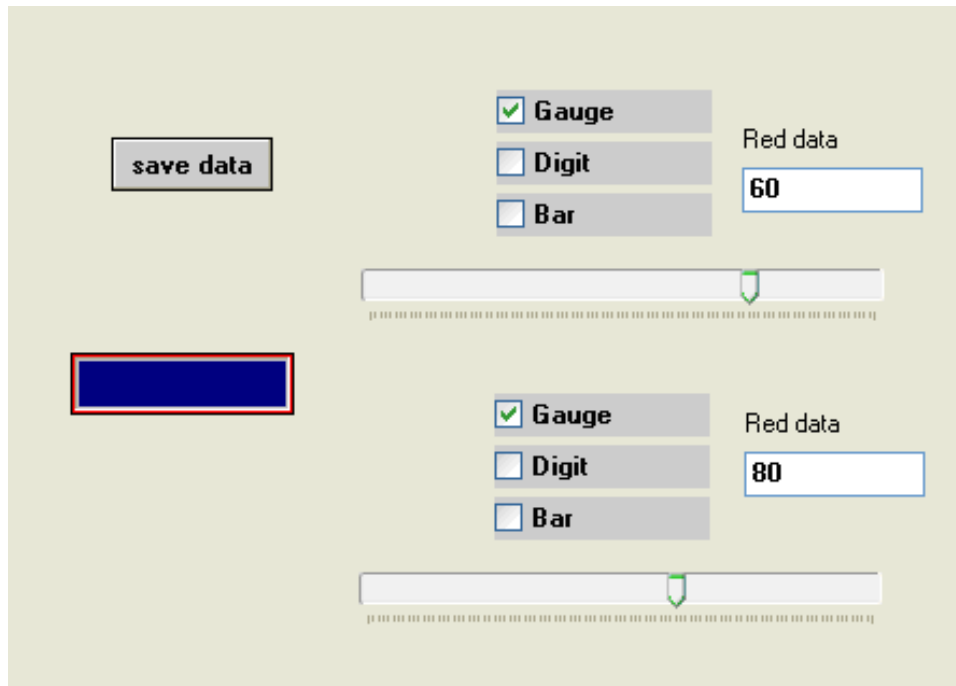 save data
Gauge
Digit
Bar
Red data
60
Gauge
Digit
Bar
Red data
80